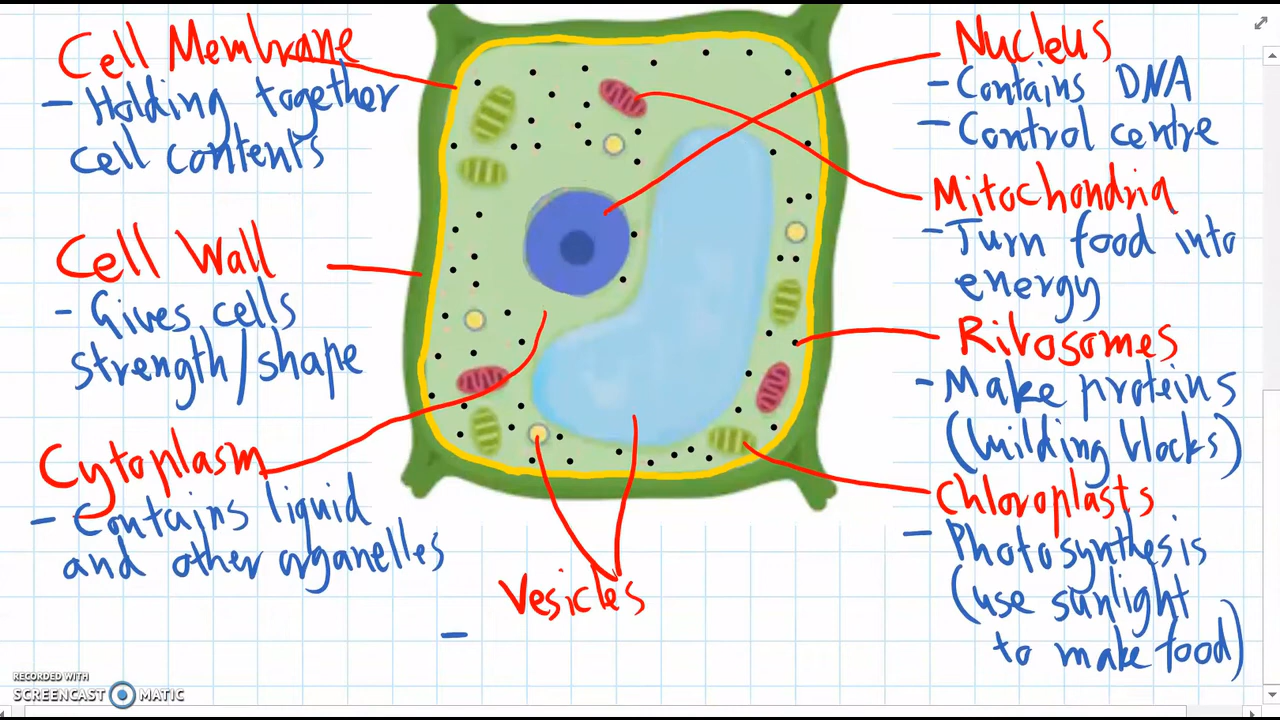 Cell Membrane
- Holding together
cell contents
Cell Wall
- Gives cells
strength/shape
Cytoplasm
- Contains liquid
and other organelles
Vesicles
-
Nucleus
- Contains DNA
- Control centre
Mitochondria
- Turn food into
energy
Ribosomes
- Make proteins
(building blocks)
Chloroplasts
- Photosynthesis
(use sunlight
to make food)
RECORDED WITH
SCREENCAST MATIC